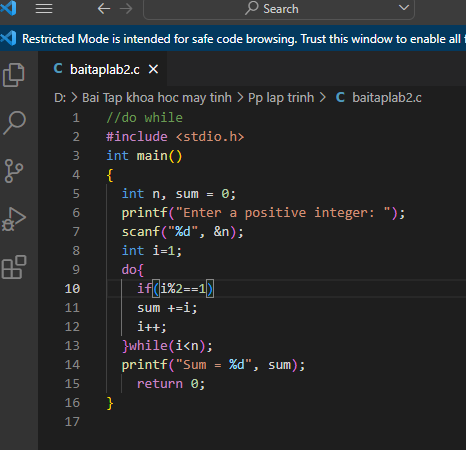 Search
Restricted Mode is intended for safe code browsing. Trust this window to enable all
C baitaplab2.c ×
D: > Bai Tap khoa hoc may tinh > Pp lap trinh > C baitaplab2.c
1 //do while
2 #include <stdio.h>
3 int main()
4 {
5 int n, sum = 0;
6 printf("Enter a positive integer: ");
7 scanf("%d", &n);
8 int i=1;
9 do{
10 if(i%2==1)
11 sum +=i;
12 i++;
13 }while(i<n);
14 printf("Sum = %d", sum);
15 return 0;
16 }
17